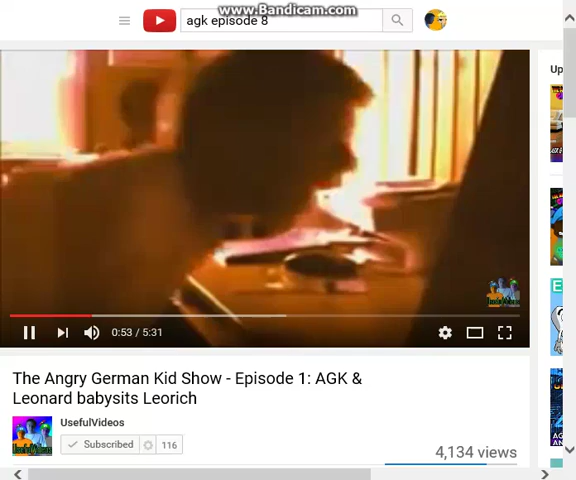 www.Bandicam.com
agk episode 8
Up
0:53 / 5:31
The Angry German Kid Show - Episode 1: AGK &
Leonard babysits Leorich
UsefulVideos
Subscribed 116
4,134 views